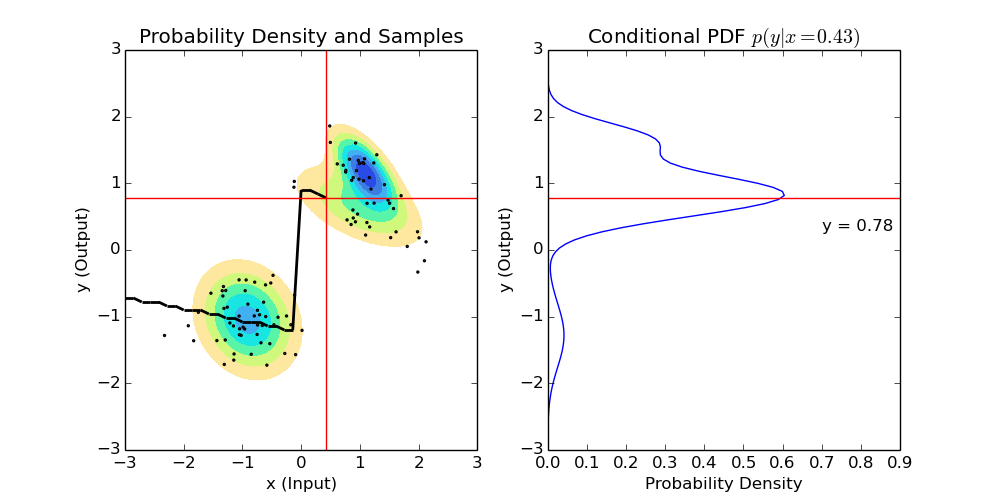 Probability Density and Samples
3
2
1
0
−1
−2
−3
y (Output)
−3 −2 −1 0 1 2 3
x (Input)
Conditional PDF p(y|x=0.43)
3
2
1
0
−1
−2
−3
y (Output)
y = 0.78
0.0 0.1 0.2 0.3 0.4 0.5 0.6 0.7 0.8 0.9
Probability Density